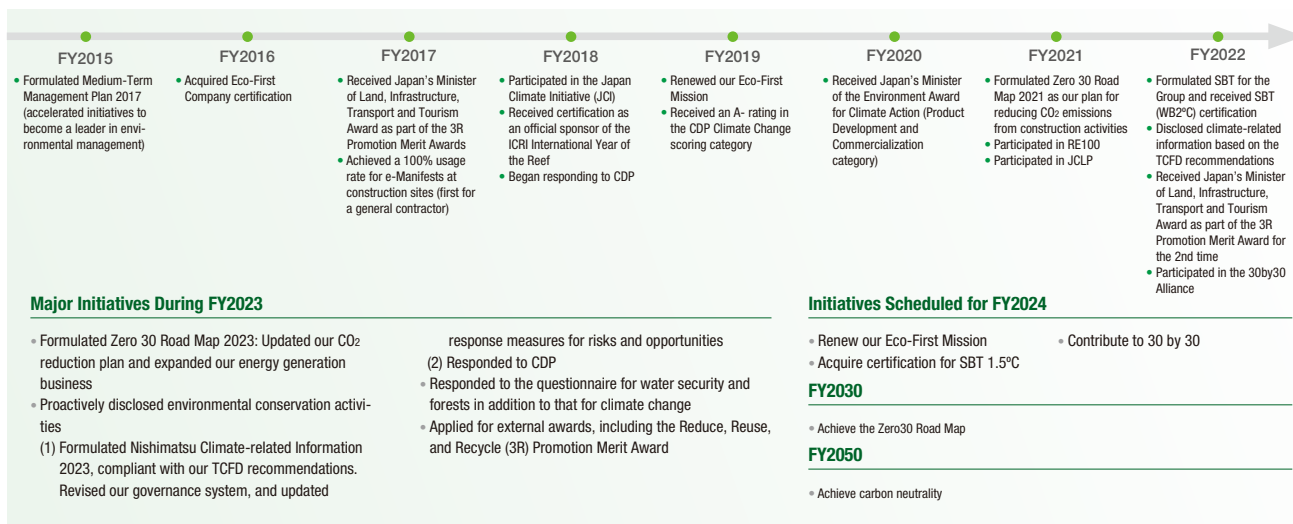 FY2015
• Formulated Medium-Term
Management Plan 2017
(accelerated initiatives to
become a leader in envi-
ronmental management)
FY2016
• Acquired Eco-First
Company certification
FY2017
• Received Japan’s Minister
of Land, Infrastructure,
Transport and Tourism
Award as part of the 3R
Promotion Merit Awards
• Achieved a 100% usage
rate for e-Manifests at
construction sites (first for
a general contractor)
FY2018
• Participated in the Japan
Climate Initiative (JCI)
• Received certification as
an official sponsor of the
ICRI International Year of
the Reef
• Began responding to CDP
FY2019
• Renewed our Eco-First
Mission
• Received an A- rating in
the CDP Climate Change
scoring category
FY2020
• Received Japan’s Minister
of the Environment Award
for Climate Action (Product
Development and
Commercialization
category)
FY2021
• Formulated Zero 30 Road
Map 2021 as our plan for
reducing CO2 emissions
from construction activities
• Participated in RE100
• Participated in JCLP
FY2022
• Formulated SBT for the
Group and received SBT
(WB2ºC) certification
• Disclosed climate-related
information based on the
TCFD recommendations
• Received Japan’s Minister
of Land, Infrastructure,
Transport and Tourism
Award as part of the 3R
Promotion Merit Award for
the 2nd time
• Participated in the 30by30
Alliance
Major Initiatives During FY2023
• Formulated Zero 30 Road Map 2023: Updated our CO2
reduction plan and expanded our energy generation
business
• Proactively disclosed environmental conservation activi-
ties
(1) Formulated Nishimatsu Climate-related Information
2023, compliant with our TCFD recommendations.
Revised our governance system, and updated
response measures for risks and opportunities
(2) Responded to CDP
• Responded to the questionnaire for water security and
forests in addition to that for climate change
• Applied for external awards, including the Reduce, Reuse,
and Recycle (3R) Promotion Merit Award
Initiatives Scheduled for FY2024
• Renew our Eco-First Mission
• Acquire certification for SBT 1.5ºC
• Contribute to 30 by 30
FY2030
• Achieve the Zero30 Road Map
FY2050
• Achieve carbon neutrality